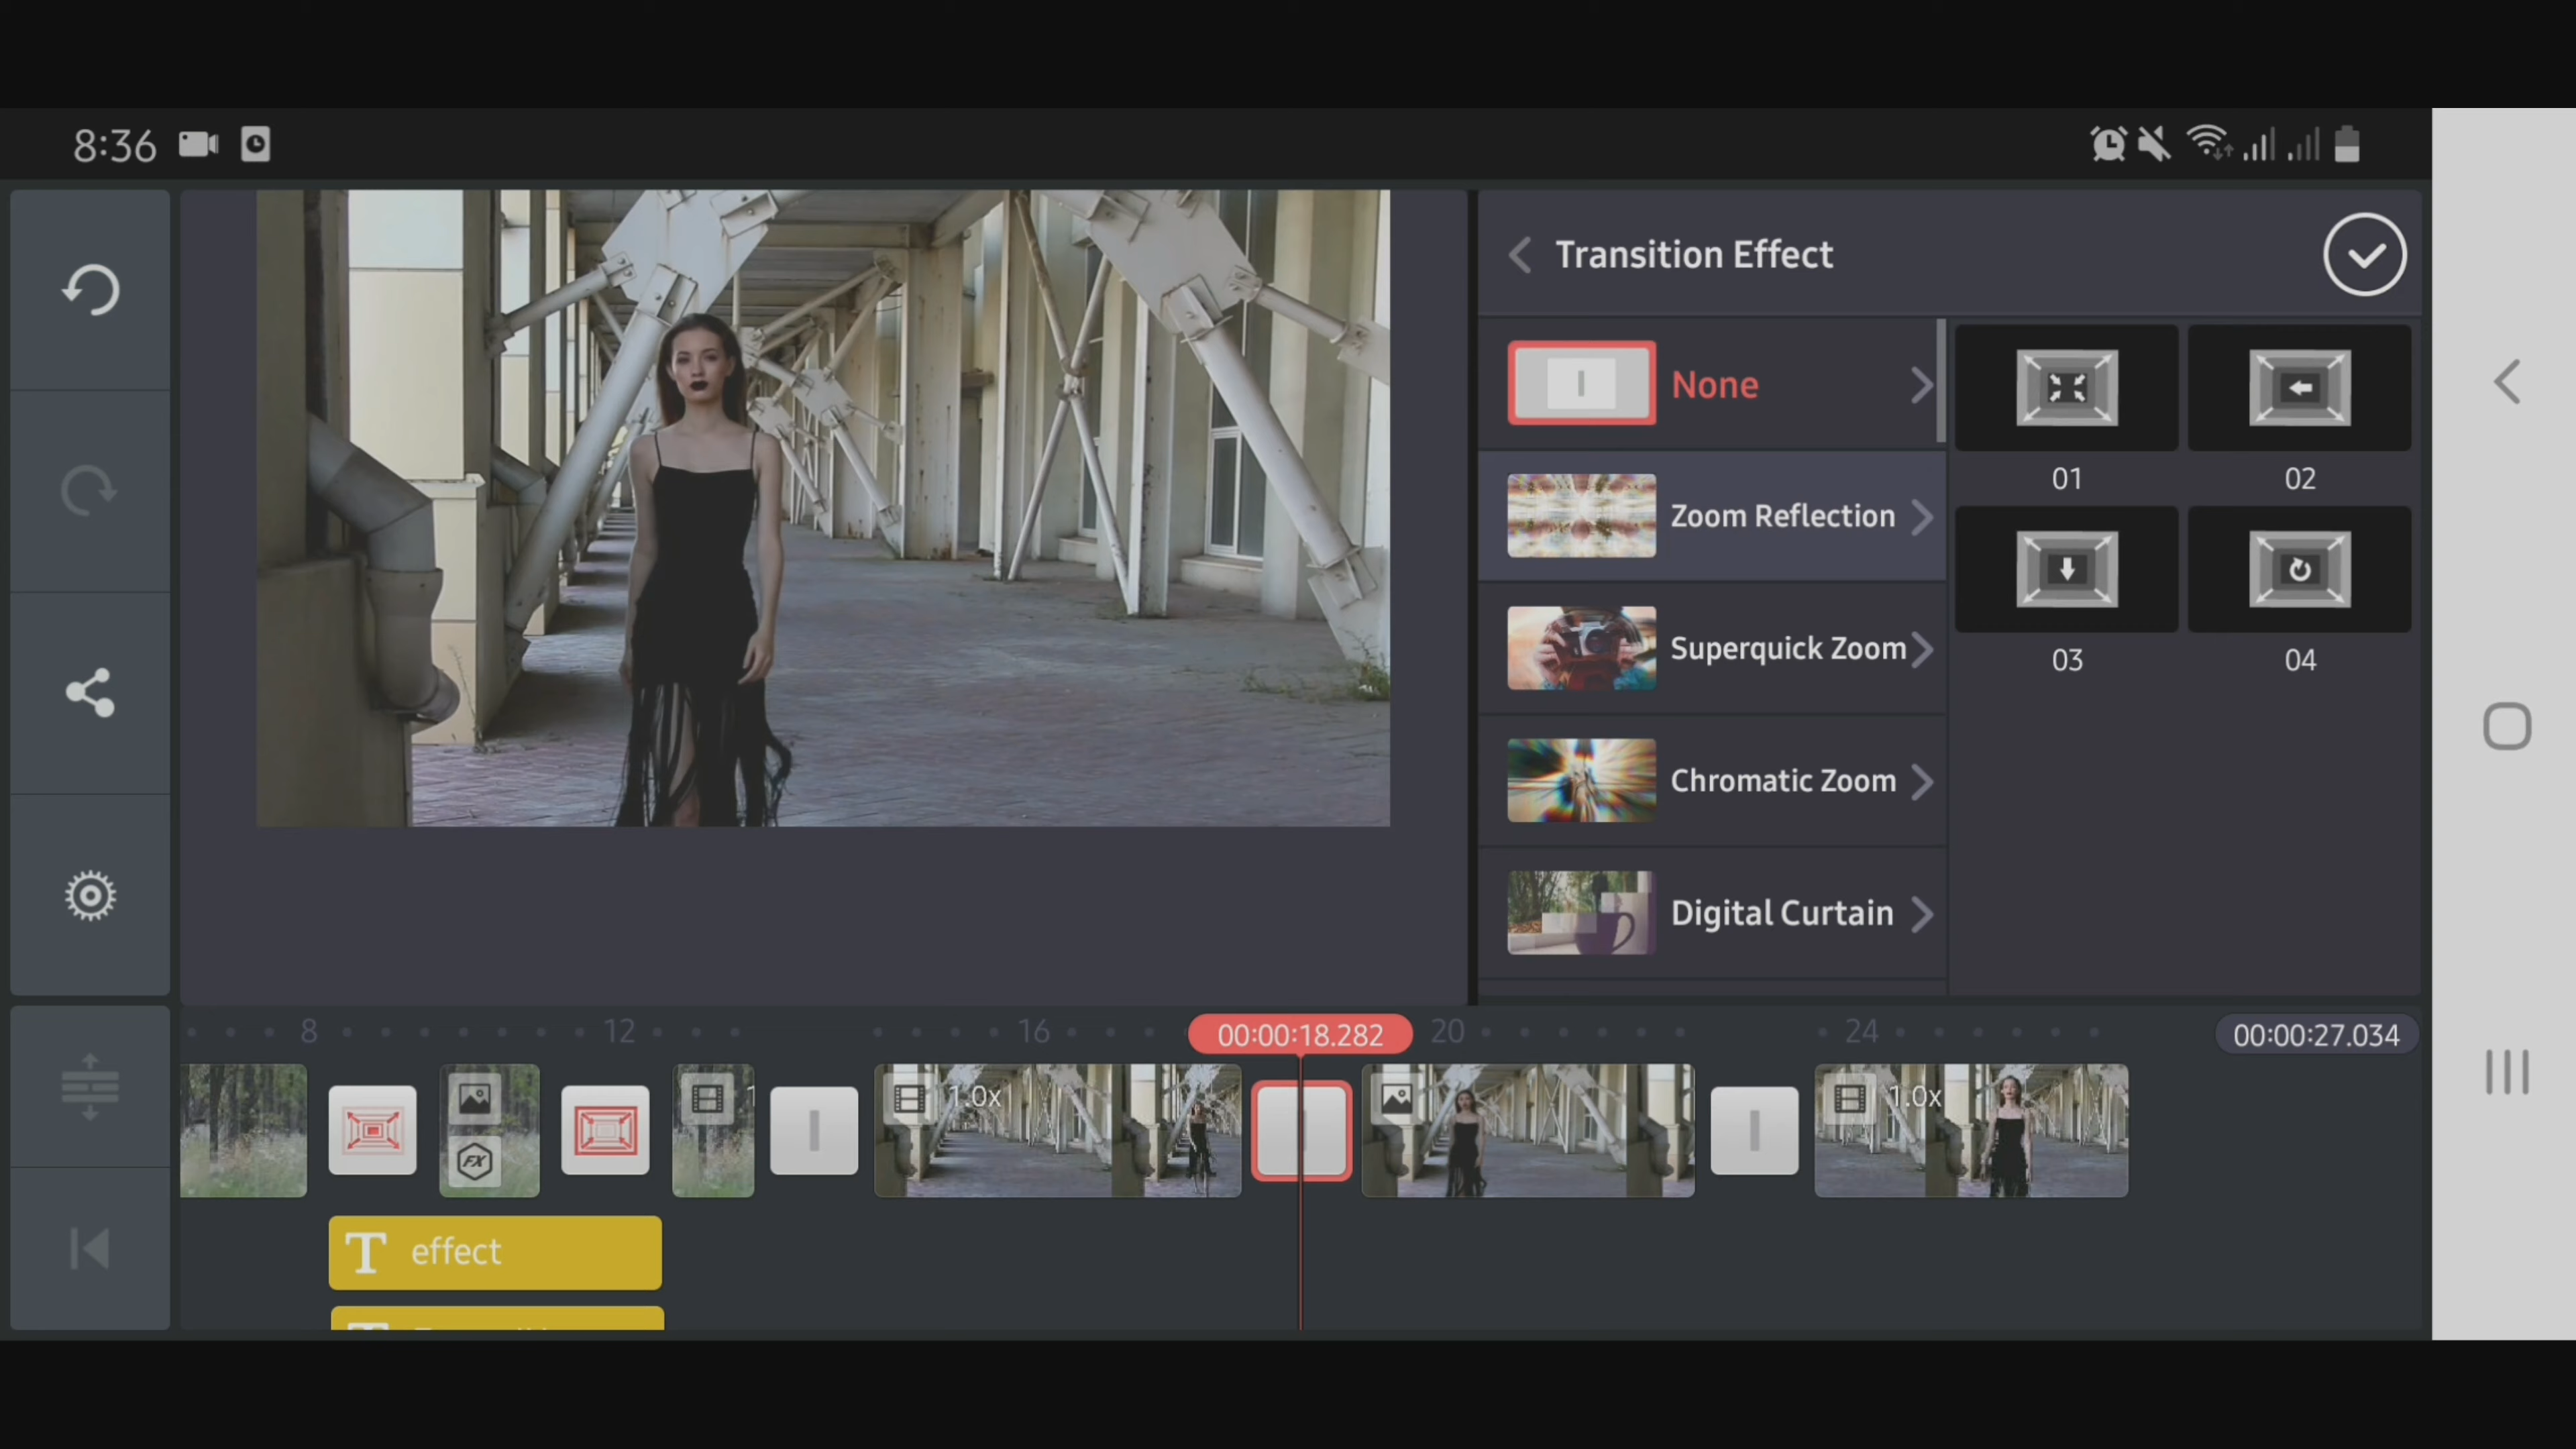 8:36
Transition Effect
None
01
02
Zoom Reflection
Superquick Zoom
03
04
Chromatic Zoom
Digital Curtain
8
12
16
00:00:18.282
20
24
00:00:27.034
1.0x
1.0x
FX
T effect